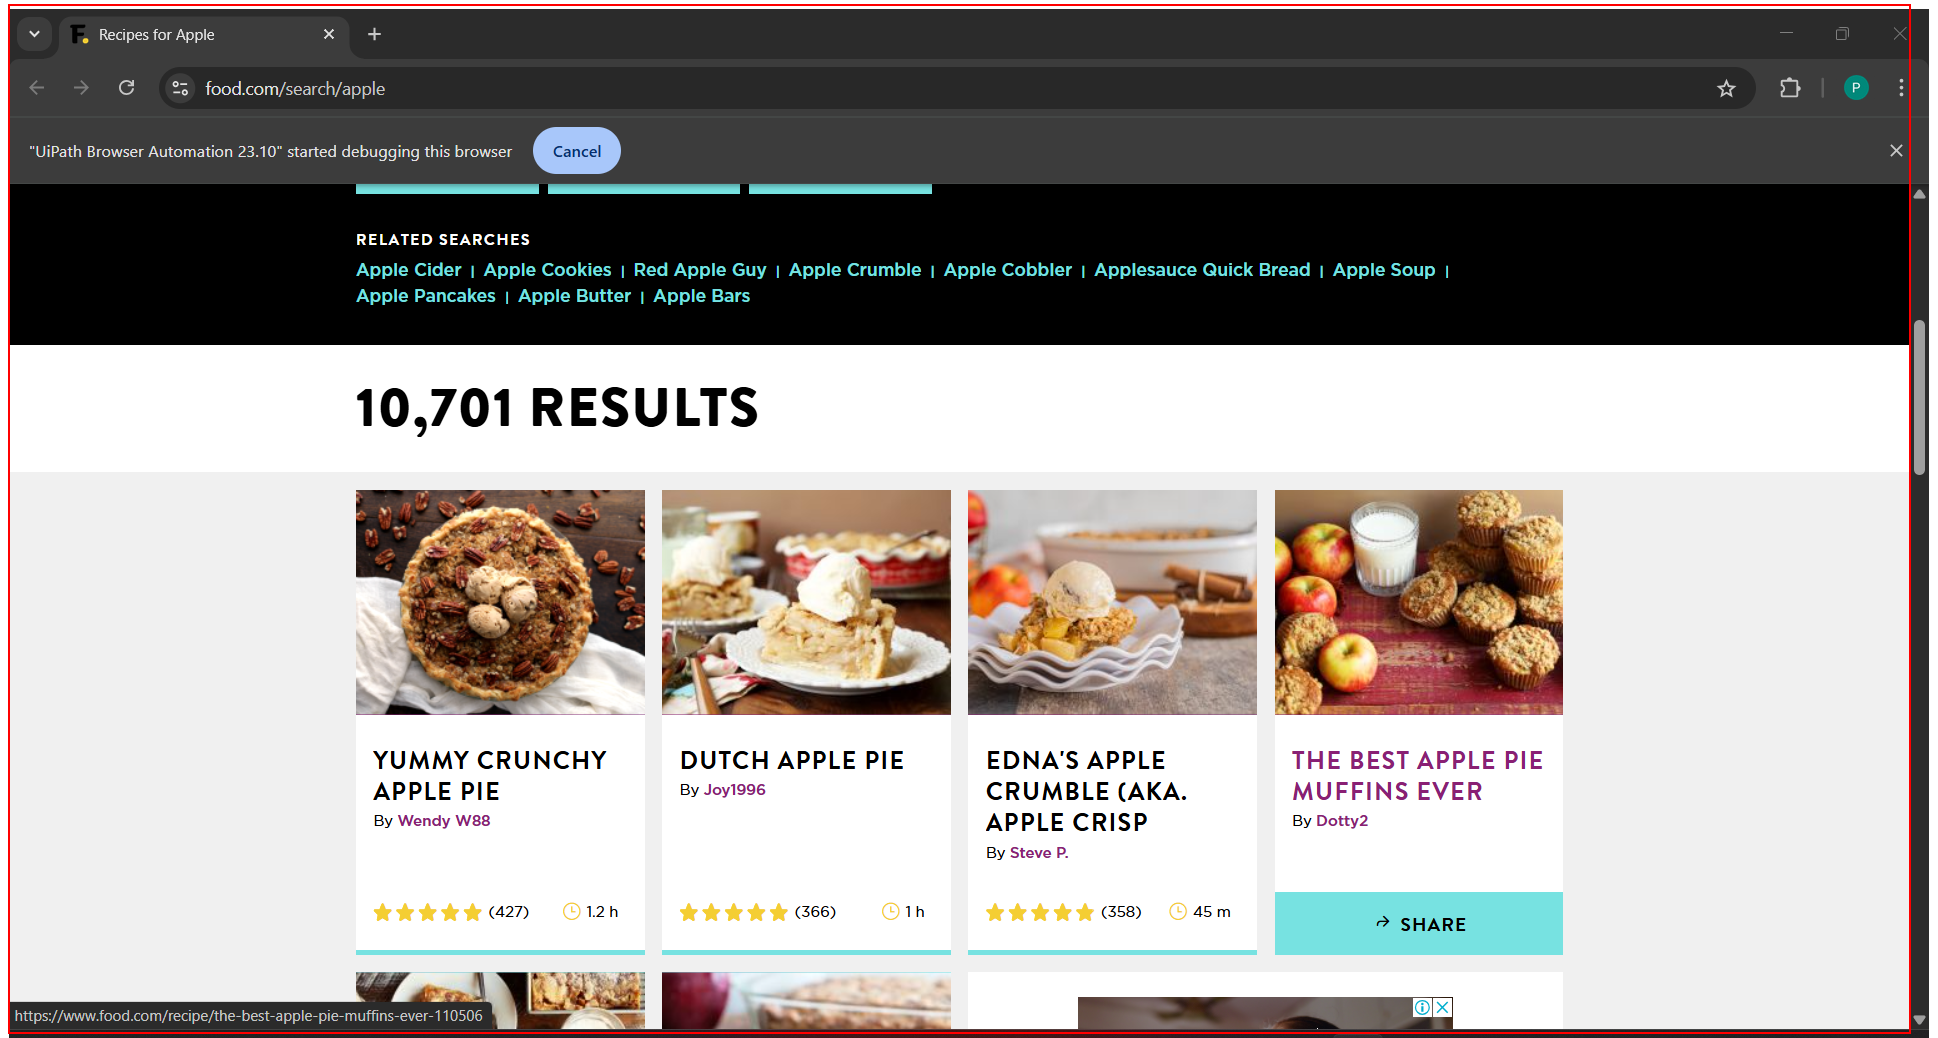 Recipes for Apple
food.com/search/apple
P
"UiPath Browser Automation 23.10" started debugging this browser
Cancel
RELATED SEARCHES
Apple Cider | Apple Cookies | Red Apple Guy | Apple Crumble | Apple Cobbler | Applesauce Quick Bread | Apple Soup |
Apple Pancakes | Apple Butter | Apple Bars
10,701 RESULTS
YUMMY CRUNCHY
APPLE PIE
By Wendy W88
(427) 1.2 h
DUTCH APPLE PIE
By Joy1996
(366) 1 h
EDNA'S APPLE
CRUMBLE (AKA.
APPLE CRISP
By Steve P.
(358) 45 m
THE BEST APPLE PIE
MUFFINS EVER
By Dotty2
SHARE
https://www.food.com/recipe/the-best-apple-pie-muffins-ever-110506